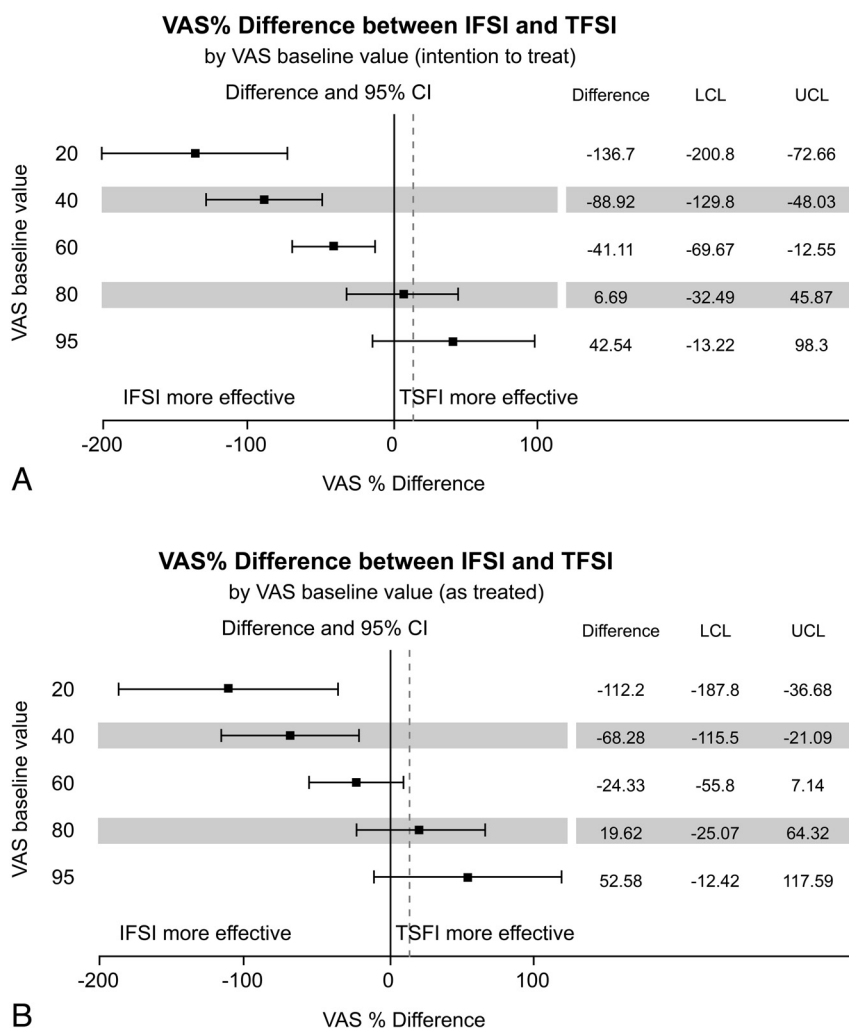 VAS% Difference between IFSI and TFSI
by VAS baseline value (intention to treat)
Difference and 95% CI Difference LCL UCL
VAS baseline value
20 -136.7 -200.8 -72.66
40 -88.92 -129.8 -48.03
60 -41.11 -69.67 -12.55
80 6.69 -32.49 45.87
95 42.54 -13.22 98.3
IFSI more effective TSFI more effective
-200 -100 0 100
A
VAS % Difference
VAS% Difference between IFSI and TFSI
by VAS baseline value (as treated)
Difference and 95% CI Difference LCL UCL
VAS baseline value
20 -112.2 -187.8 -36.68
40 -68.28 -115.5 -21.09
60 -24.33 -55.8 7.14
80 19.62 -25.07 64.32
95 52.58 -12.42 117.59
IFSI more effective TSFI more effective
-200 -100 0 100
B
VAS % Difference